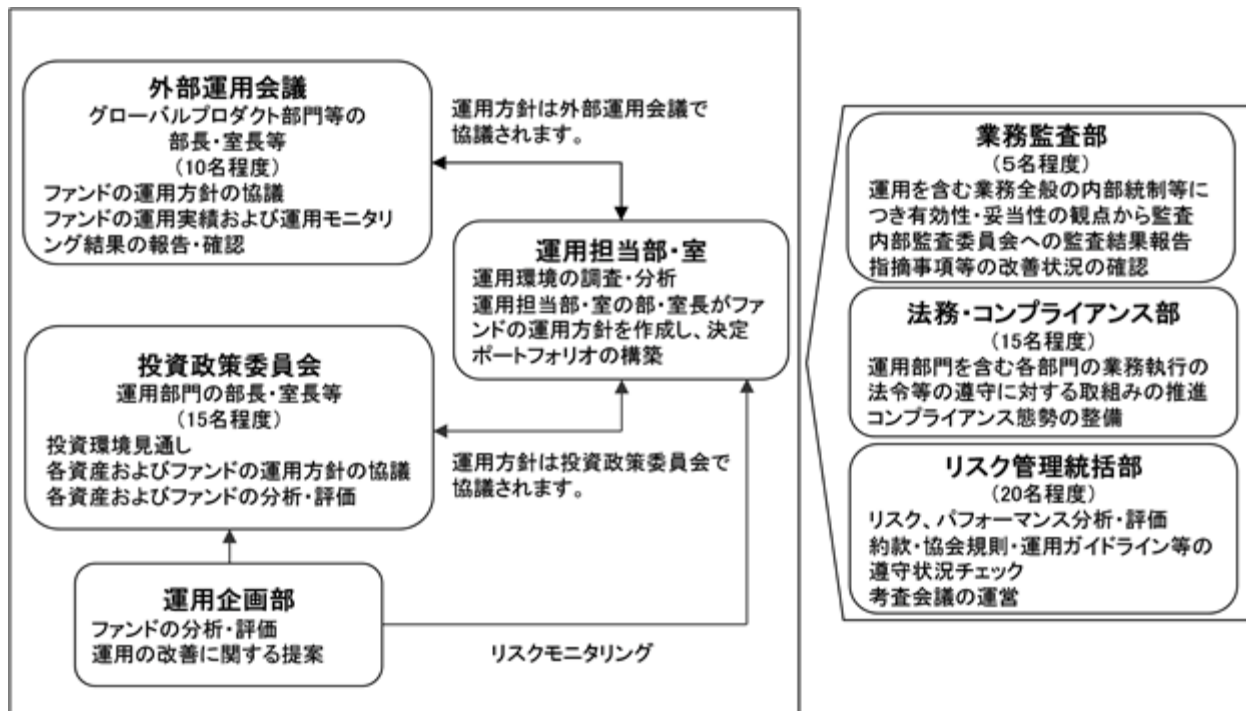 外部運用会議
グローバルプロダクト部門等の
部長・室長等
（10名程度）
ファンドの運用方針の協議
ファンドの運用実績および運用モニタリ
ング結果の報告・確認
運用方針は外部運用会議で
協議されます。
運用担当部・室
運用環境の調査・分析
運用担当部・室の部・室長がファ
ンドの運用方針を作成し、決定
ポートフォリオの構築
投資政策委員会
運用部門の部長・室長等
（15名程度）
投資環境見通し
各資産およびファンドの運用方針の協議
各資産およびファンドの分析・評価
運用方針は投資政策委員会で
協議されます。
運用企画部
ファンドの分析・評価
運用の改善に関する提案
リスクモニタリング
業務監査部
（5名程度）
運用を含む業務全般の内部統制等に
つき有効性・妥当性の観点から監査
内部監査委員会への監査結果報告
指摘事項等の改善状況の確認
法務・コンプライアンス部
（15名程度）
運用部門を含む各部門の業務執行の
法令等の遵守に対する取組みの推進
コンプライアンス態勢の整備
リスク管理統括部
（20名程度）
リスク、パフォーマンス分析・評価
約款・協会規則・運用ガイドライン等の
遵守状況チェック
考査会議の運営